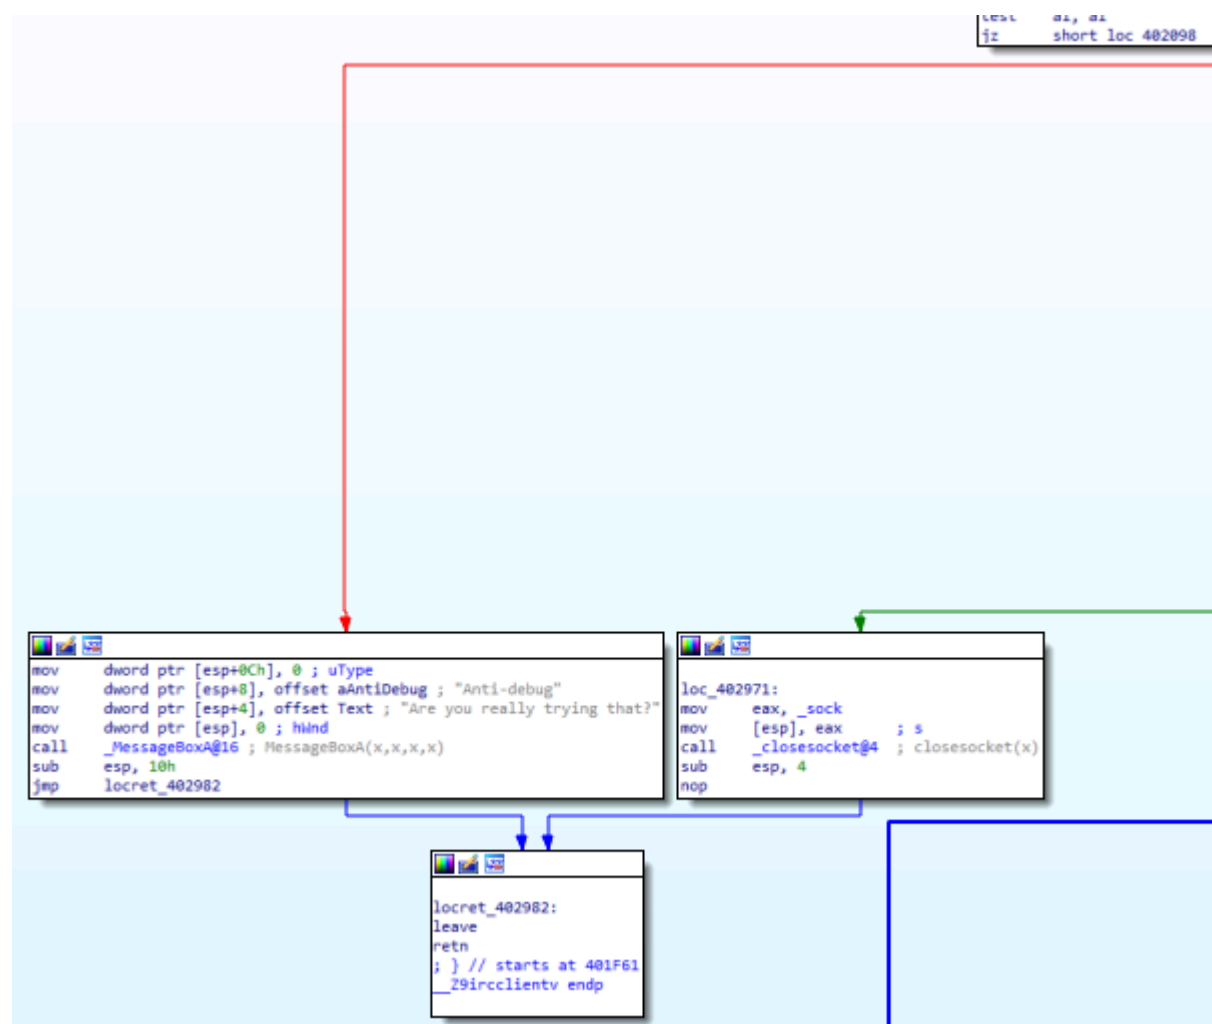 test al, al
jz short loc_402098
mov dword ptr [esp+0Ch], 0 ; uType
mov dword ptr [esp+8], offset aAntiDebug ; "Anti-debug"
mov dword ptr [esp+4], offset Text ; "Are you really trying that?"
mov dword ptr [esp], 0 ; hWnd
call _MessageBoxA@16 ; MessageBoxA(x,x,x,x)
sub esp, 10h
jmp locret_402982
loc_402971:
mov eax, _sock
mov [esp], eax ; s
call _closesocket@4 ; closesocket(x)
sub esp, 4
nop
locret_402982:
leave
retn
; } // starts at 401F61
__Z9ircclientv endp